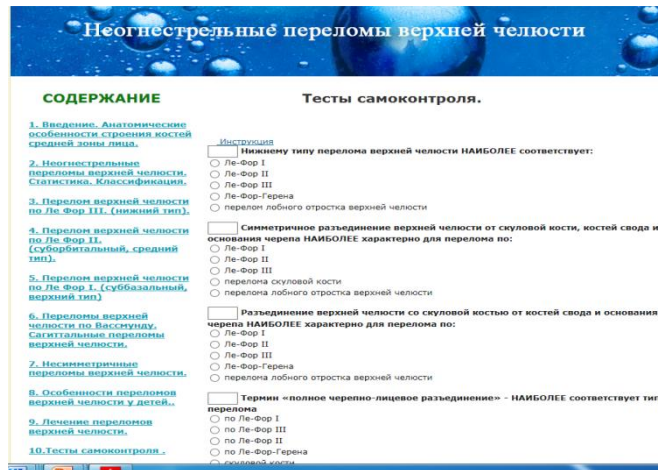 Неогнестрельные переломы верхней челюсти
СОДЕРЖАНИЕ
1. Введение. Анатомические
особенности строения костей
средней зоны лица.
2. Неогнестрельные
переломы верхней челюсти.
Статистика. Классификация.
3. Перелом верхней челюсти
по Ле Фор III. (нижний тип).
4. Перелом верхней челюсти
по Ле Фор II.
(суборбитальный, средний
тип).
5. Перелом верхней челюсти
по Ле Фор I. (суббазальный,
верхний тип)
6. Переломы верхней
челюсти по Вассмунду.
Сагиттальные переломы
верхней челюсти.
7. Несимметричные
переломы верхней челюсти.
8. Особенности переломов
верхней челюсти у детей..
9. Лечение переломов
верхней челюсти.
10.Тесты самоконтроля .
Тесты самоконтроля.
Инструкция
Нижнему типу перелома верхней челюсти НАИБОЛЕЕ соответствует:
Ле-Фор I
Ле-Фор II
Ле-Фор III
Ле-Фор-Герена
перелом лобного отростка верхней челюсти
Симметричное разъединение верхней челюсти от скуловой кости, костей свода и
основания черепа НАИБОЛЕЕ характерно для перелома по:
Ле-Фор I
Ле-Фор II
Ле-Фор III
перелома скуловой кости
перелома лобного отростка верхней челюсти
Разъединение верхней челюсти со скуловой костью от костей свода и основания
черепа НАИБОЛЕЕ характерно для перелома по:
Ле-Фор I
Ле-Фор II
Ле-Фор III
Ле-Фор-Герена
перелома лобного отростка верхней челюсти
Термин «полное черепно-лицевое разъединение» - НАИБОЛЕЕ соответствует тип
перелома
по Ле-Фор I
по Ле-Фор III
по Ле-Фор II
по Ле-Фор-Герена
скуловой кости